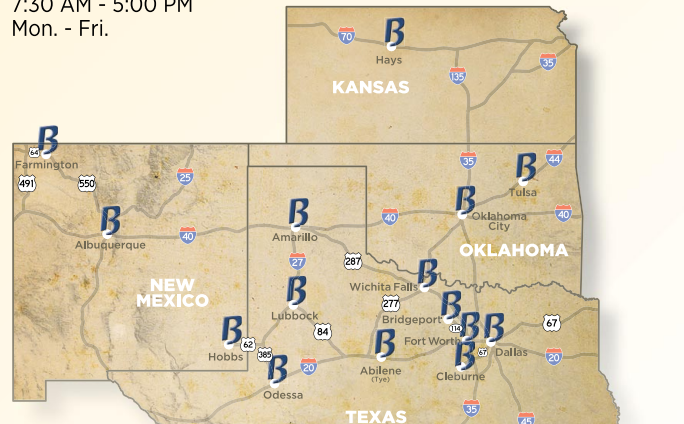 7:30 AM - 5:00 PM
Mon. - Fri.
70
B
Hays
35
135
KANSAS
B
64
Farmington
491
550
25
35
B
44
Tulsa
B
Albuquerque
40
B
Amarillo
40
B
Oklahoma
City
40
OKLAHOMA
27
287
NEW
MEXICO
B
Wichita Falls
B
Lubbock
277
B
Bridgeport
114
B
Fort Worth
B
Dallas
67
67
B
Hobbs
62
385
84
B
Odessa
20
B
Abilene
(Tye)
B
Cleburne
20
TEXAS
35
45